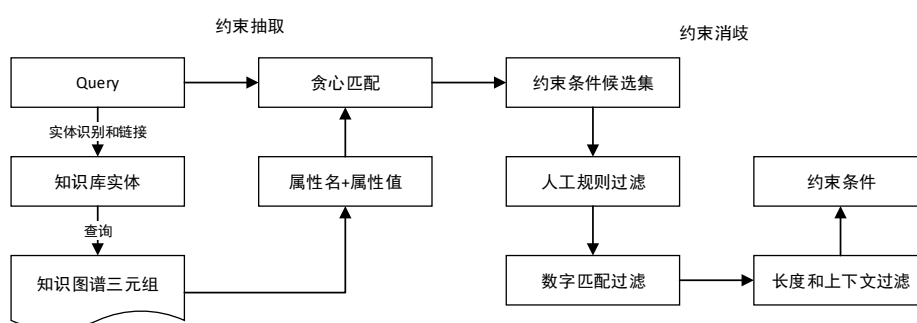 约束抽取
约束消歧
Query
贪心匹配
约束条件候选集
实体识别和链接
知识库实体
属性名+属性值
人工规则过滤
约束条件
查询
知识图谱三元组
数字匹配过滤
长度和上下文过滤